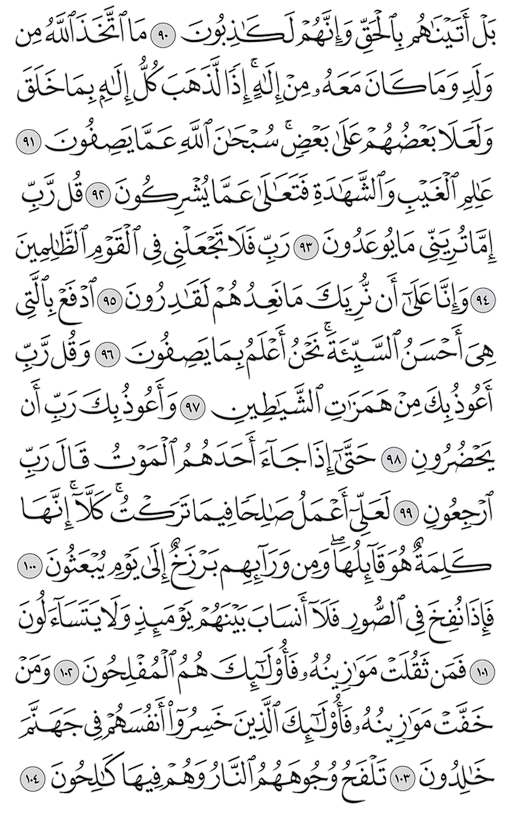 بَلْ أَتَيْنَٰهُم بِٱلْحَقِّ وَإِنَّهُمْ لَكَٰذِبُونَ ٩٠ مَا ٱتَّخَذَ ٱللَّهُ مِن
وَلَدٍ وَمَا كَانَ مَعَهُۥ مِنْ إِلَٰهٍ ۚ إِذًا لَّذَهَبَ كُلُّ إِلَٰهٍۭ بِمَا خَلَقَ
وَلَعَلَا بَعْضُهُمْ عَلَىٰ بَعْضٍ ۚ سُبْحَٰنَ ٱللَّهِ عَمَّا يَصِفُونَ ٩١
عَٰلِمِ ٱلْغَيْبِ وَٱلشَّهَٰدَةِ فَتَعَٰلَىٰ عَمَّا يُشْرِكُونَ ٩٢ قُل رَّبِّ
إِمَّا تُرِيَنِّي مَا يُوعَدُونَ ٩٣ رَبِّ فَلَا تَجْعَلْنِي فِي ٱلْقَوْمِ ٱلظَّٰلِمِينَ
٩٤ وَإِنَّا عَلَىٰٓ أَن نُّرِيَكَ مَا نَعِدُهُمْ لَقَٰدِرُونَ ٩٥ ٱدْفَعْ بِٱلَّتِي
هِيَ أَحْسَنُ ٱلسَّيِّئَةَ ۚ نَحْنُ أَعْلَمُ بِمَا يَصِفُونَ ٩٦ وَقُل رَّبِّ
أَعُوذُ بِكَ مِنْ هَمَزَٰتِ ٱلشَّيَٰطِينِ ٩٧ وَأَعُوذُ بِكَ رَبِّ أَن
يَحْضُرُونِ ٩٨ حَتَّىٰٓ إِذَا جَآءَ أَحَدَهُمُ ٱلْمَوْتُ قَالَ رَبِّ
ٱرْجِعُونِ ٩٩ لَعَلِّيٓ أَعْمَلُ صَٰلِحًا فِيمَا تَرَكْتُ ۚ كَلَّآ ۚ إِنَّهَا
كَلِمَةٌ هُوَ قَآئِلُهَا ۖ وَمِن وَرَآئِهِم بَرْزَخٌ إِلَىٰ يَوْمِ يُبْعَثُونَ ١٠٠
فَإِذَا نُفِخَ فِي ٱلصُّورِ فَلَآ أَنسَابَ بَيْنَهُمْ يَوْمَئِذٍ وَلَا يَتَسَآءَلُونَ
١٠١ فَمَن ثَقُلَتْ مَوَٰزِينُهُۥ فَأُو۟لَٰٓئِكَ هُمُ ٱلْمُفْلِحُونَ ١٠٢ وَمَنْ
خَفَّتْ مَوَٰزِينُهُۥ فَأُو۟لَٰٓئِكَ ٱلَّذِينَ خَسِرُوٓا۟ أَنفُسَهُمْ فِي جَهَنَّمَ
خَٰلِدُونَ ١٠٣ تَلْفَحُ وُجُوهَهُمُ ٱلنَّارُ وَهُمْ فِيهَا كَٰلِحُونَ ١٠٤